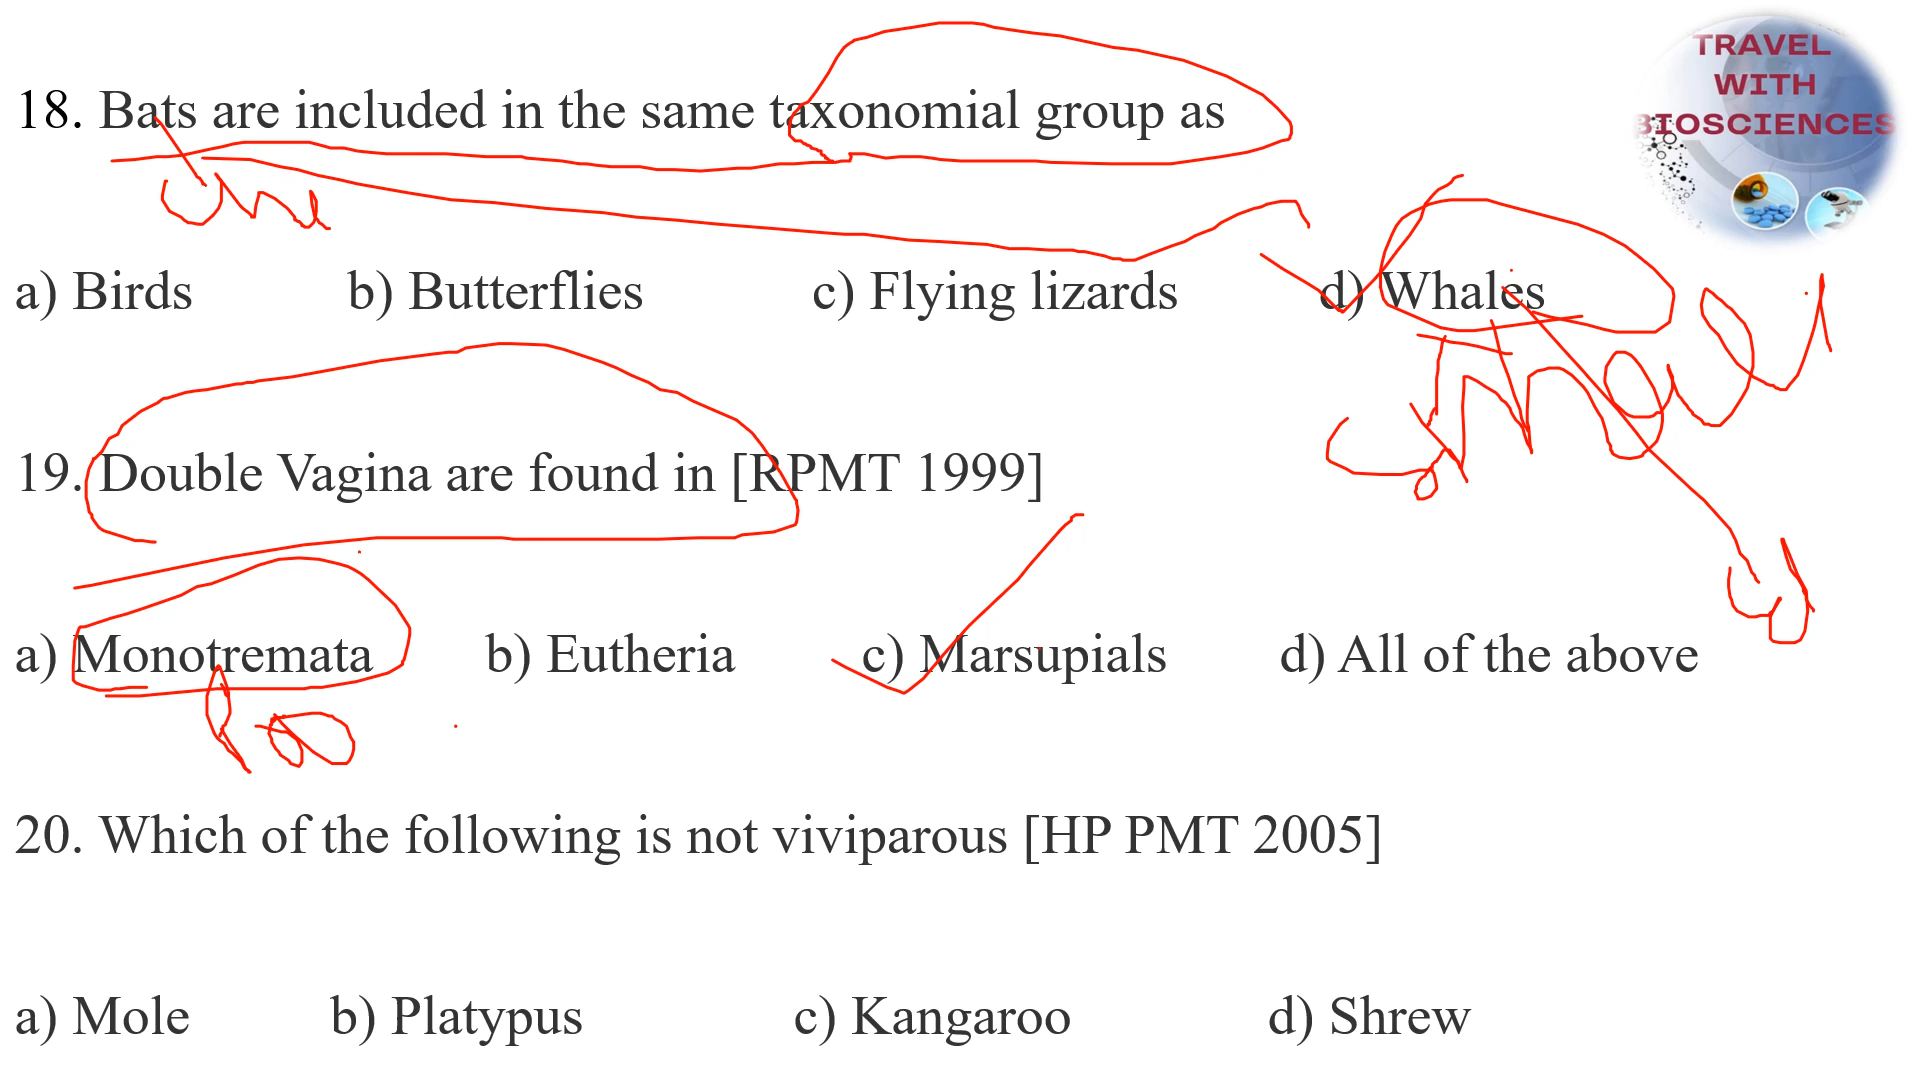 TRAVEL
WITH
BIOSCIENCES
18. Bats are included in the same taxonomial group as
a) Birds b) Butterflies c) Flying lizards d) Whales
19. Double Vagina are found in [RPMT 1999]
a) Monotremata b) Eutheria c) Marsupials d) All of the above
20. Which of the following is not viviparous [HP PMT 2005]
a) Mole b) Platypus c) Kangaroo d) Shrew